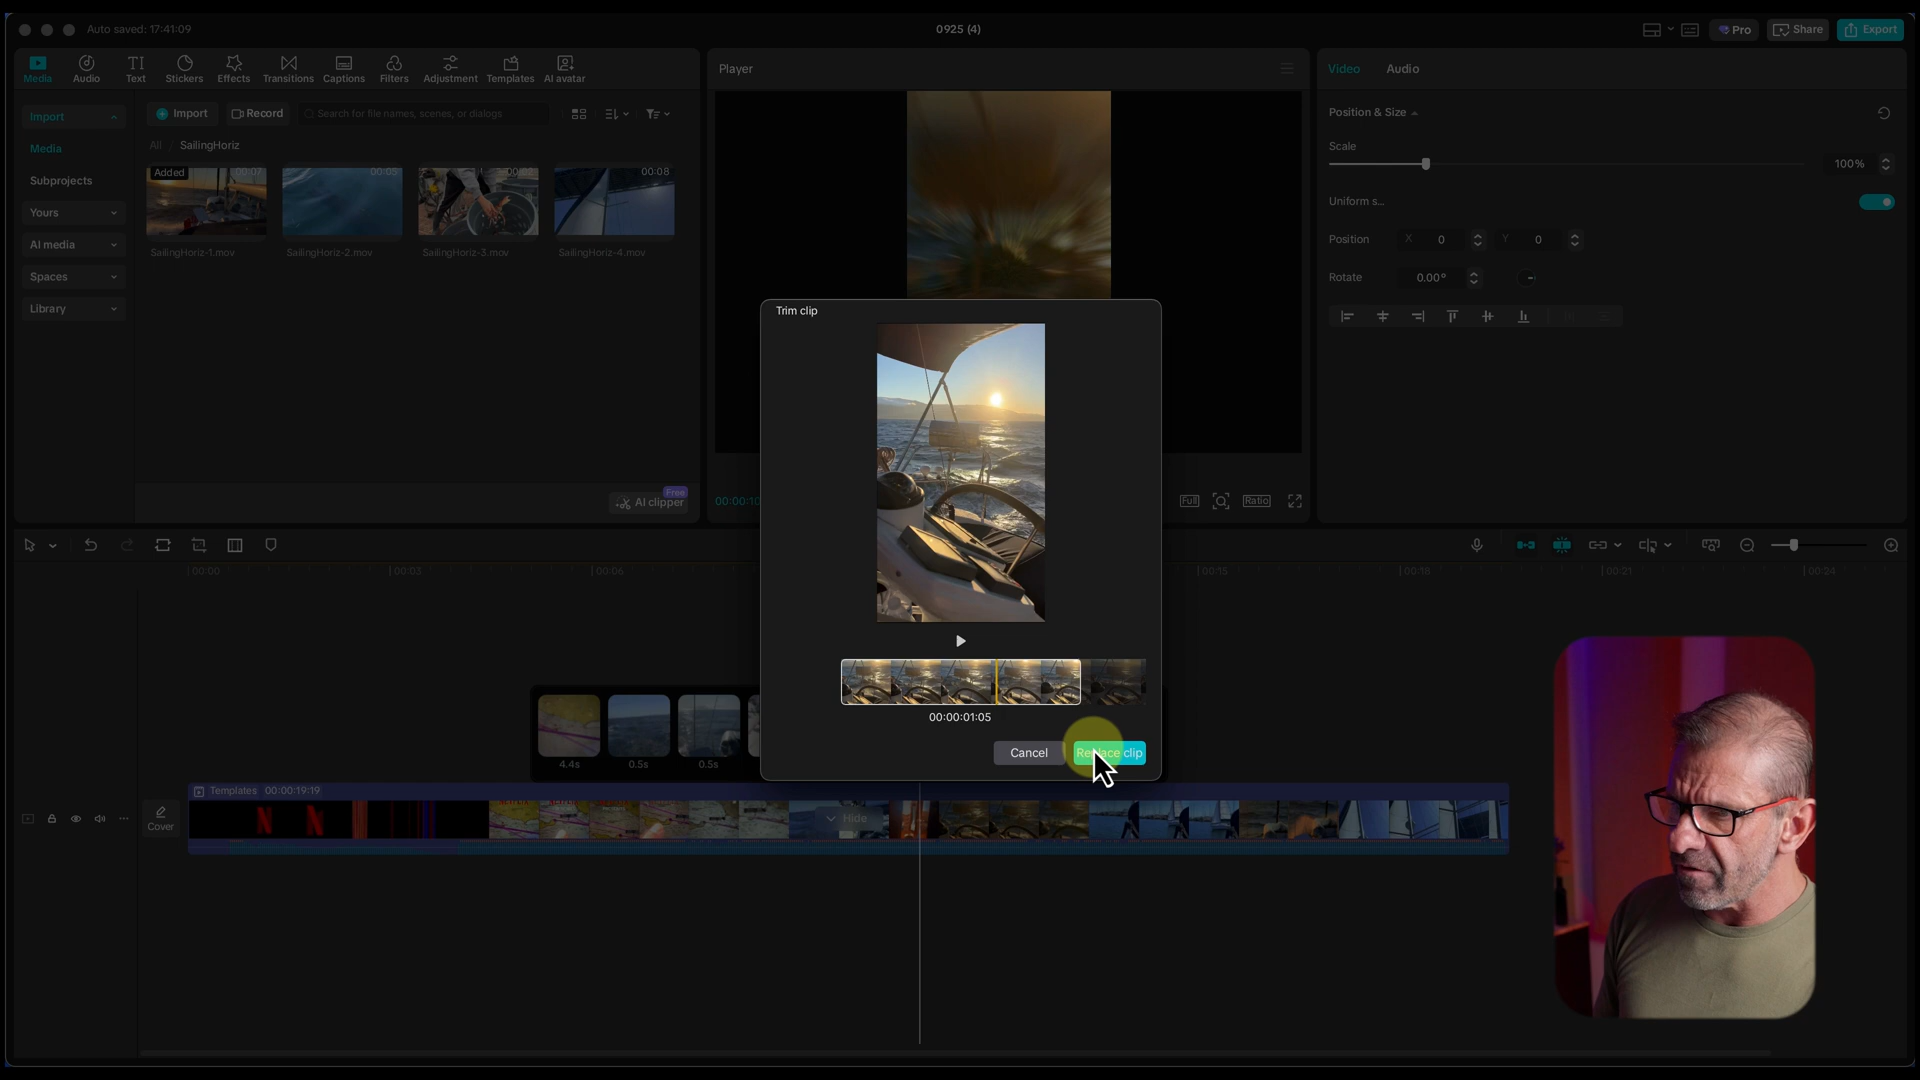 Auto saved: 17:41:09
0925 (4)
Pro
Share
Export
Media
Audio
Text
Stickers
Effects
Transitions
Captions
Filters
Adjustment
Templates
AI avatar
Player
Video
Audio
Import
Media
Subprojects
Yours
AI media
Spaces
Library
Import
Record
Search for file names, scenes, or dialogs
All / SailingHoriz
Added
00:07
00:05
00:08
SailingHoriz-1.mov
SailingHoriz-2.mov
SailingHoriz-3.mov
SailingHoriz-4.mov
Free
AI clipper
Position & Size
Scale
100%
Uniform s...
Position
X 0
Y 0
Rotate
0.00°
00:00:10
Full
Ratio
Trim clip
00:00:01:05
Cancel
Replace clip
00:00
00:03
00:06
00:15
00:18
00:21
00:24
4.4s
0.5s
0.5s
Cover
Templates 00:00:19:19
Hide